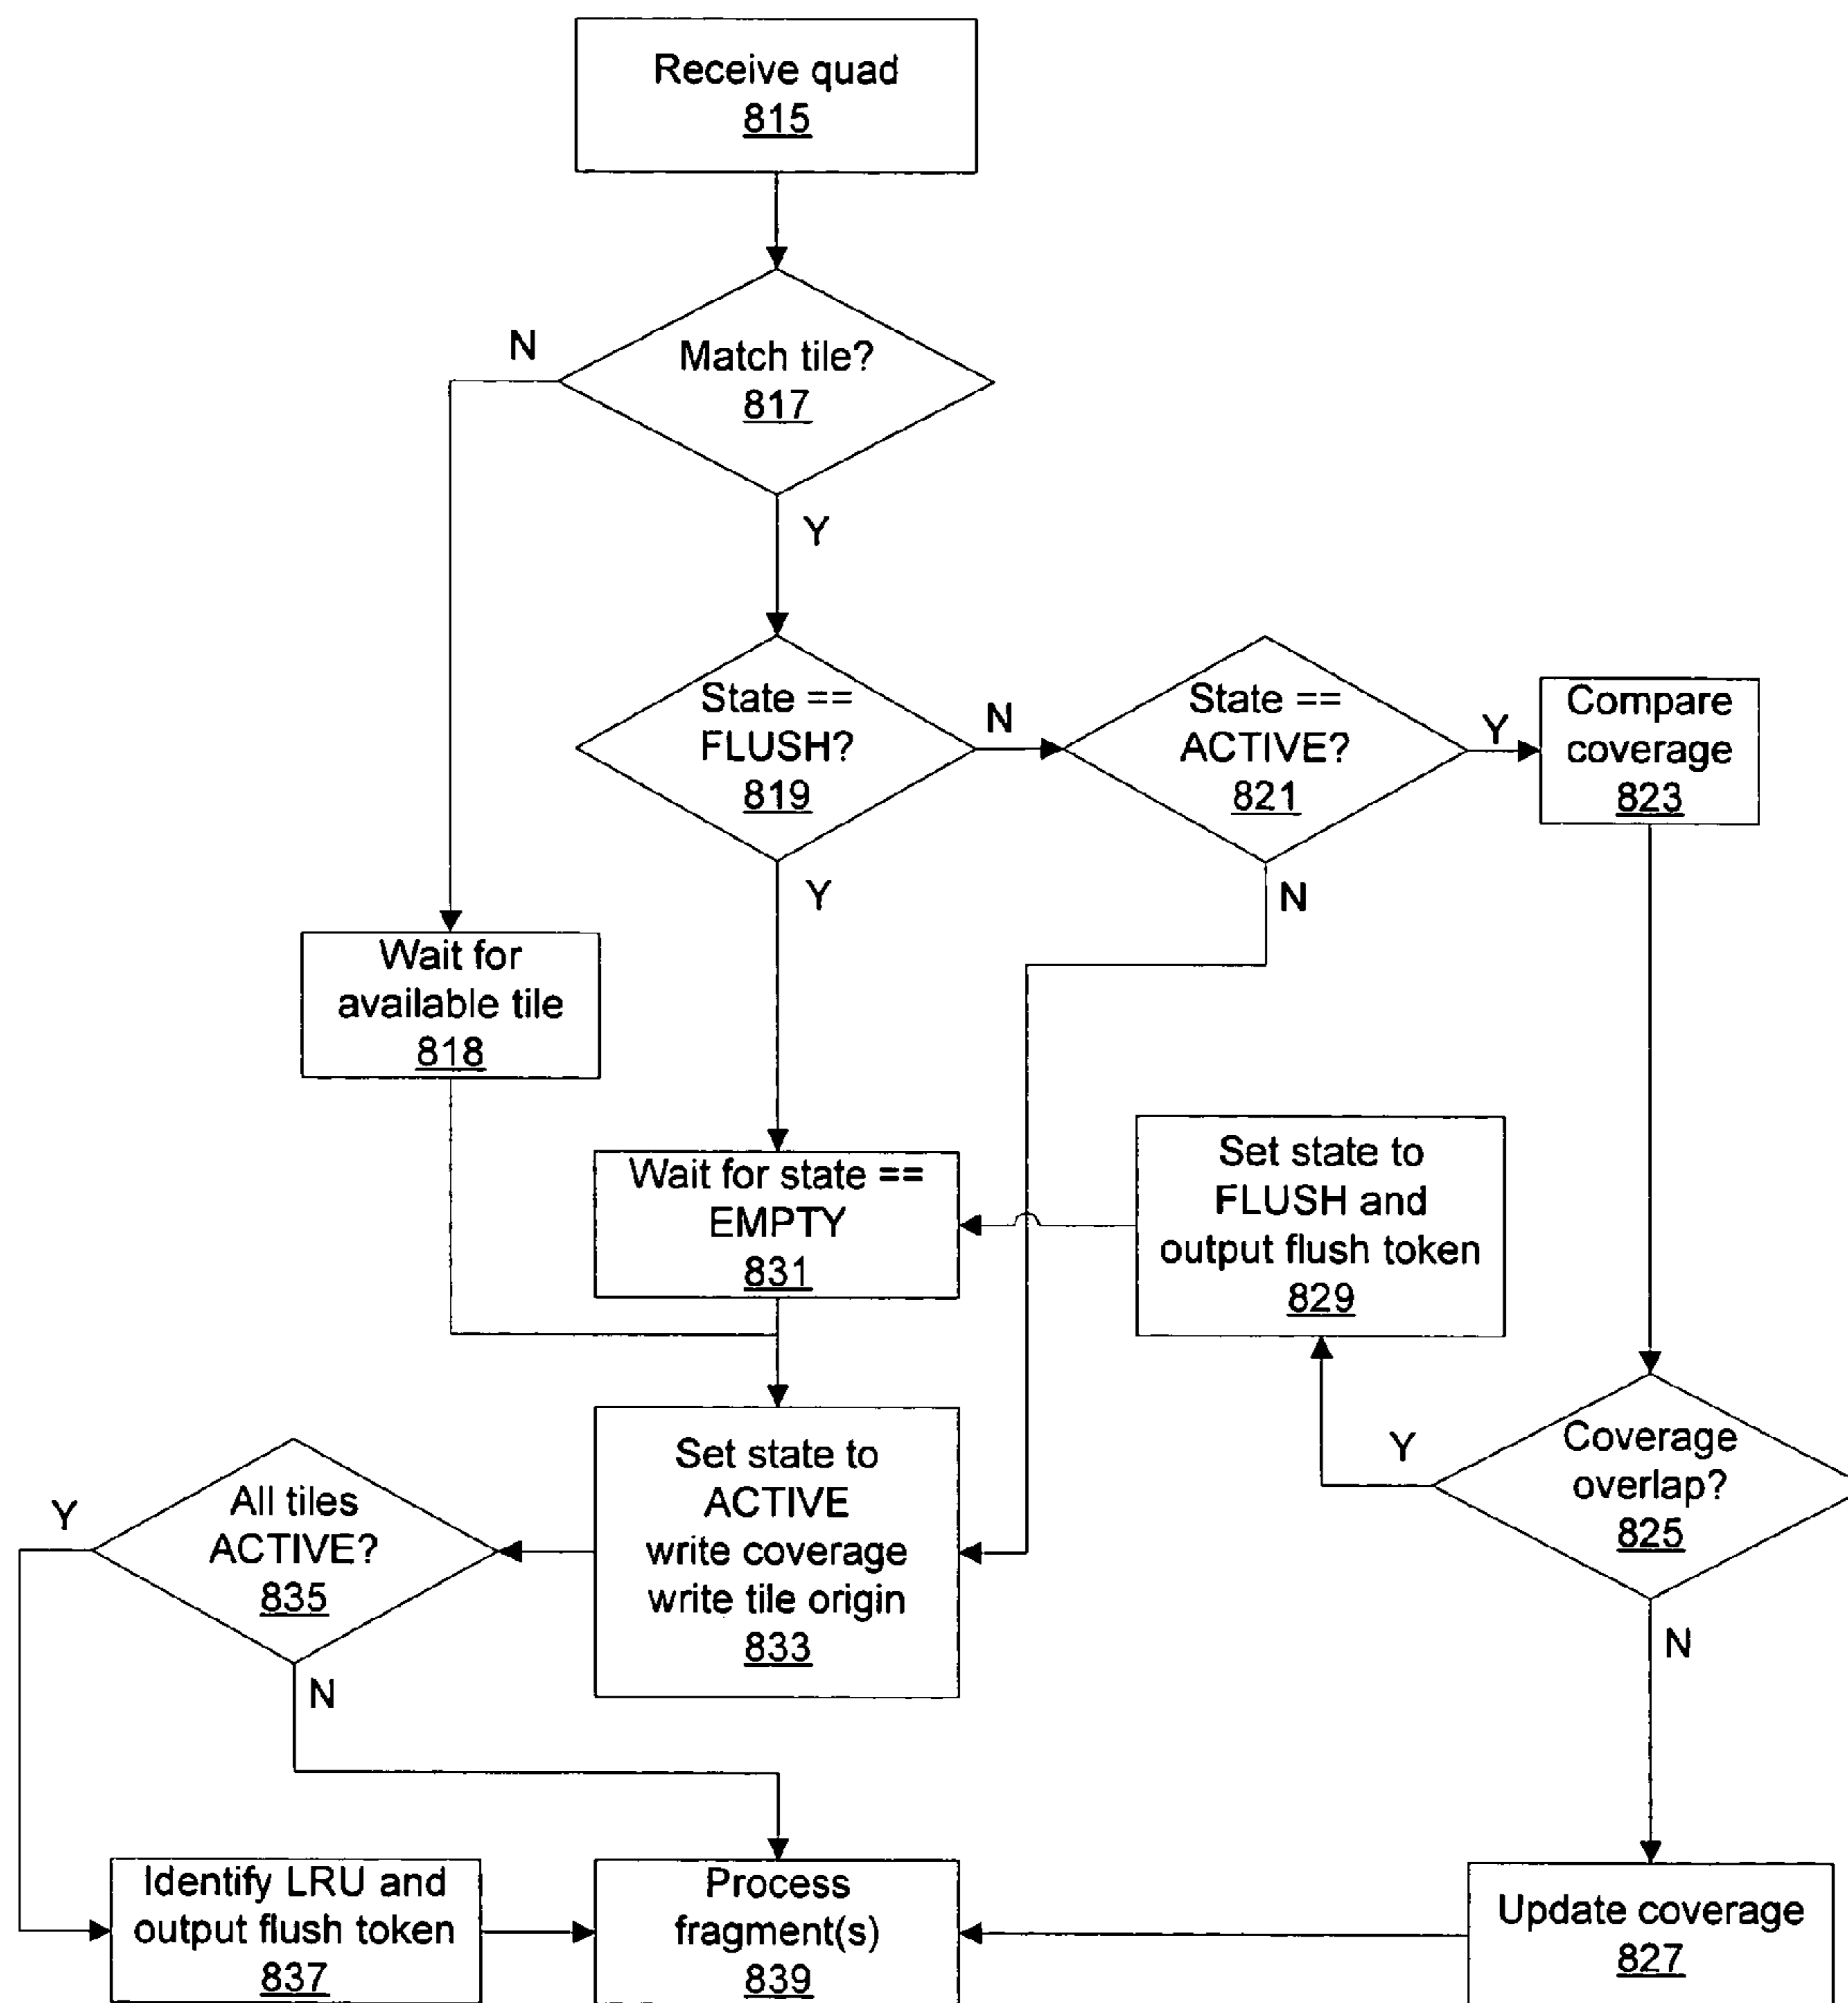 Receive quad
815
N
Match tile?
817
Y
State ==
FLUSH?
819
N
State ==
ACTIVE?
821
Y
Compare
coverage
823
Y
N
Wait for
available tile
818
Wait for state ==
EMPTY
831
Set state to
FLUSH and
output flush token
829
Y
Coverage
overlap?
825
N
Y
All tiles
ACTIVE?
835
N
Set state to
ACTIVE
write coverage
write tile origin
833
Identify LRU and
output flush token
837
Process
fragment(s)
839
Update coverage
827